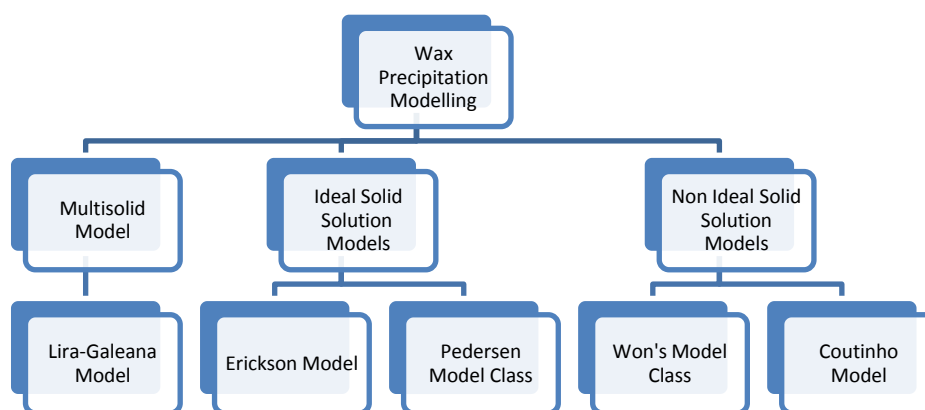 Wax
Precipitation
Modelling
Multisolid
Model
Ideal Solid
Solution
Models
Non Ideal Solid
Solution
Models
Lira-Galeana
Model
Erickson Model
Pedersen
Model Class
Won's Model
Class
Coutinho
Model